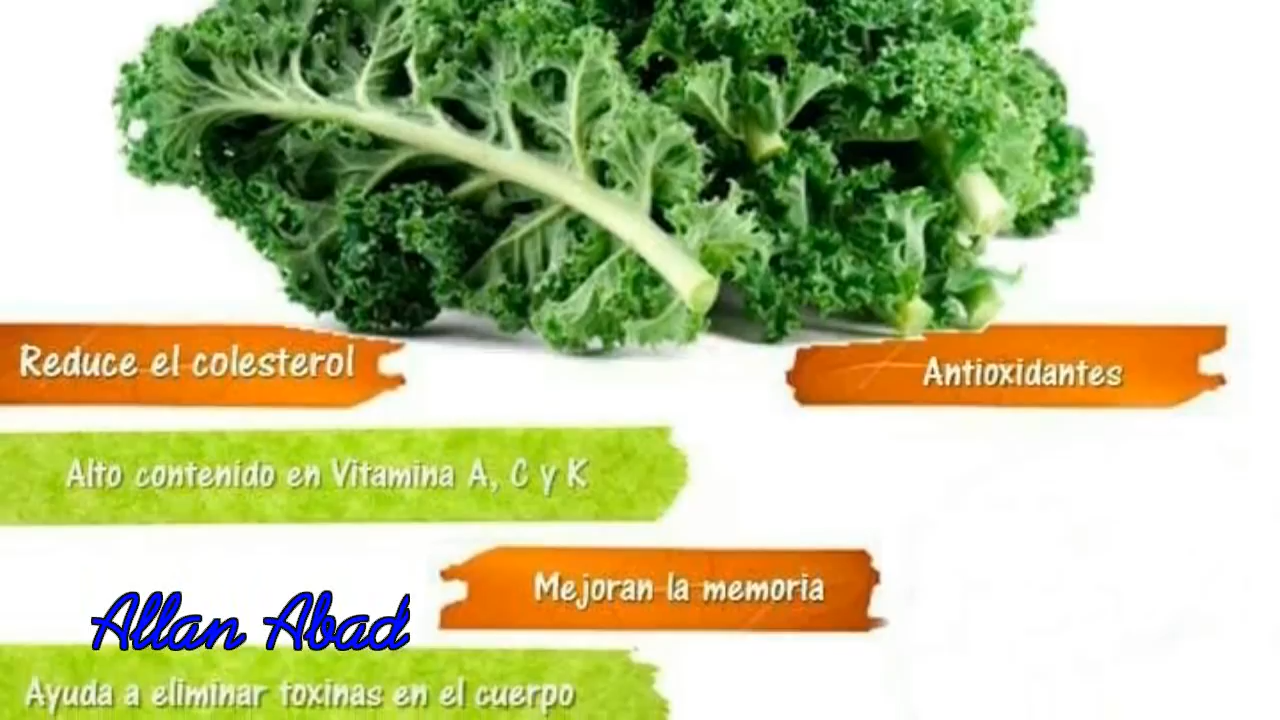 Reduce el colesterol
Antioxidantes
Alto contenido en Vitamina A, C y K
Mejoran la memoria
Allan Abad
Ayuda a eliminar toxinas en el cuerpo